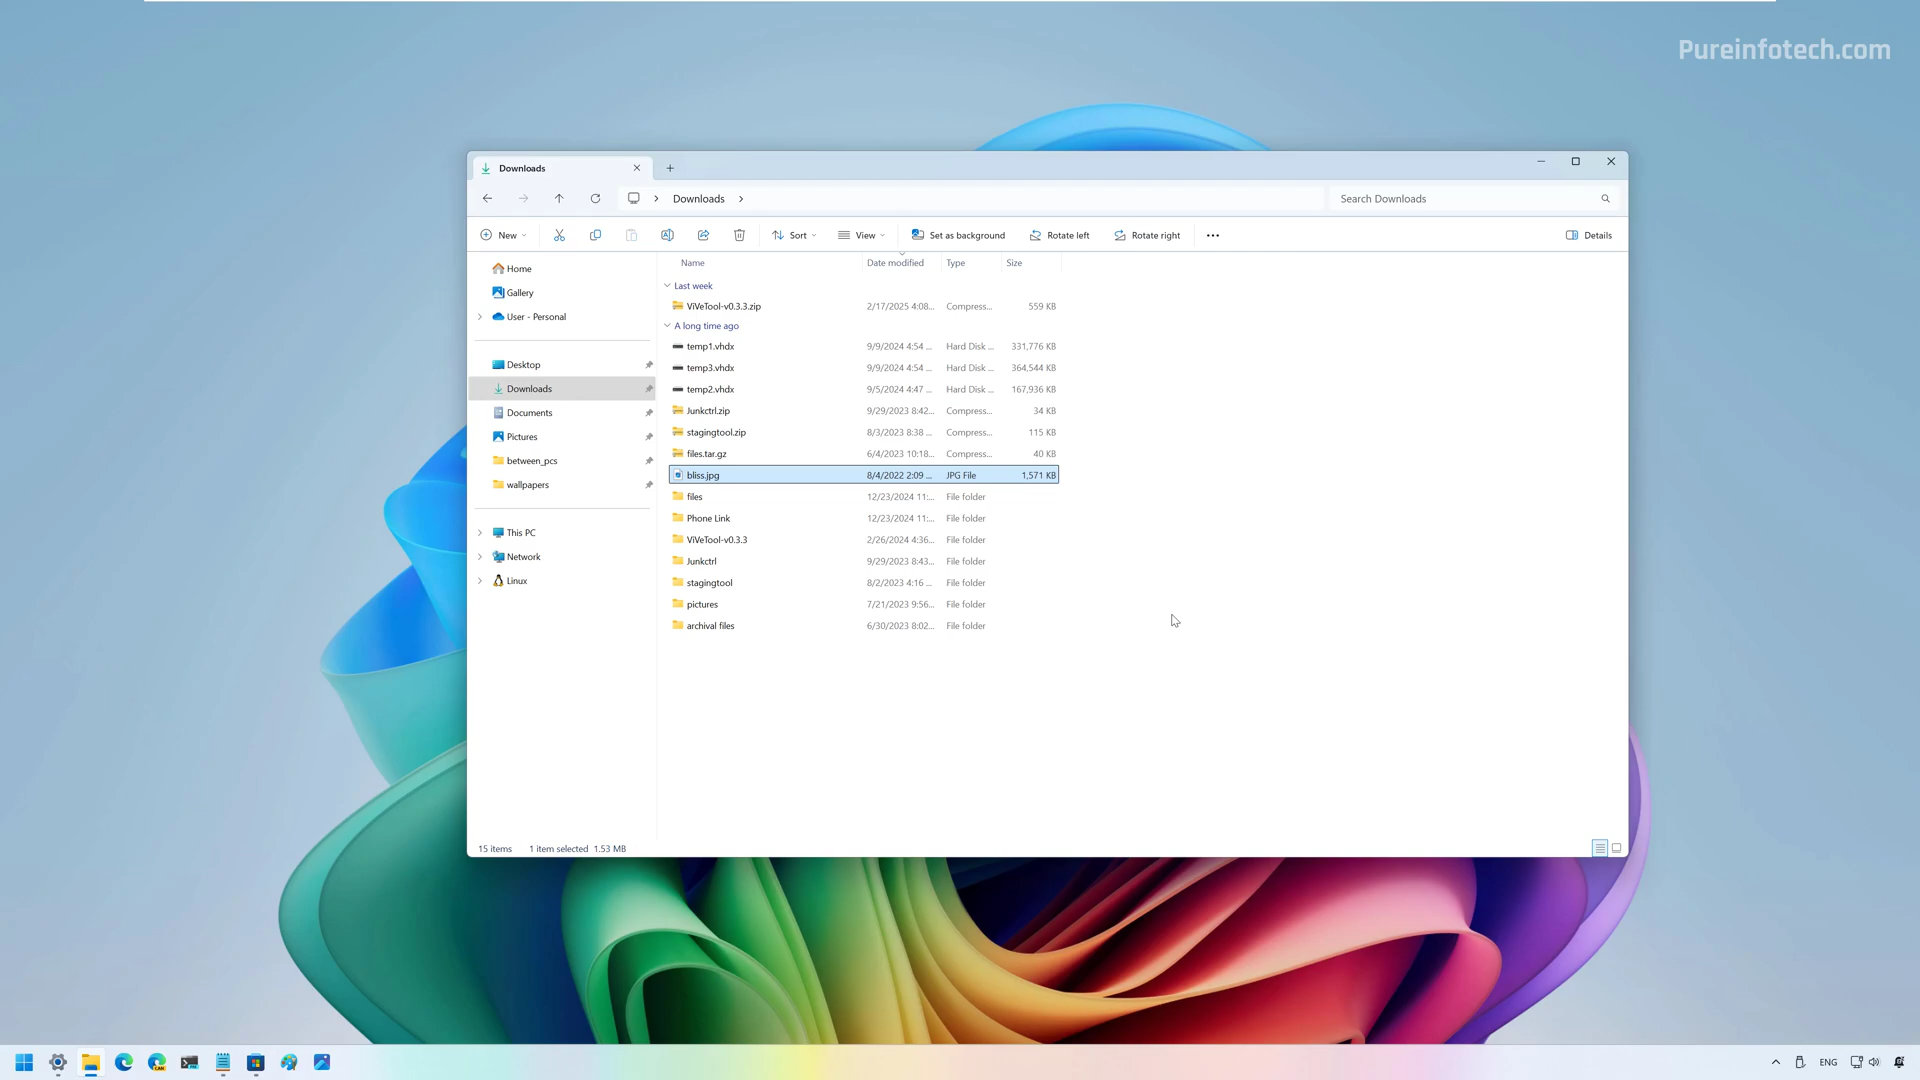 Pureinfotech.com
Downloads
Downloads
Search Downloads
New Sort View Set as background Rotate left Rotate right Details
Home
Gallery
User - Personal
Desktop
Downloads
Documents
Pictures
between_pcs
wallpapers
This PC
Network
Linux
Name Date modified Type Size
Last week
ViVeTool-v0.3.3.zip 2/17/2025 4:08... Compress... 559 KB
A long time ago
temp1.vhdx 9/9/2024 4:54 ... Hard Disk ... 331,776 KB
temp3.vhdx 9/9/2024 4:54 ... Hard Disk ... 364,544 KB
temp2.vhdx 9/5/2024 4:47 ... Hard Disk ... 167,936 KB
Junkctrl.zip 9/29/2023 8:42... Compress... 34 KB
stagingtool.zip 8/3/2023 8:38 ... Compress... 115 KB
files.tar.gz 6/4/2023 10:18... Compress... 40 KB
bliss.jpg 8/4/2022 2:09 ... JPG File 1,571 KB
files 12/23/2024 11:... File folder
Phone Link 12/23/2024 11:... File folder
ViVeTool-v0.3.3 2/26/2024 4:36... File folder
Junkctrl 9/29/2023 8:43... File folder
stagingtool 8/2/2023 4:16 ... File folder
pictures 7/21/2023 9:56... File folder
archival files 6/30/2023 8:02... File folder
15 items 1 item selected 1.53 MB
ENG